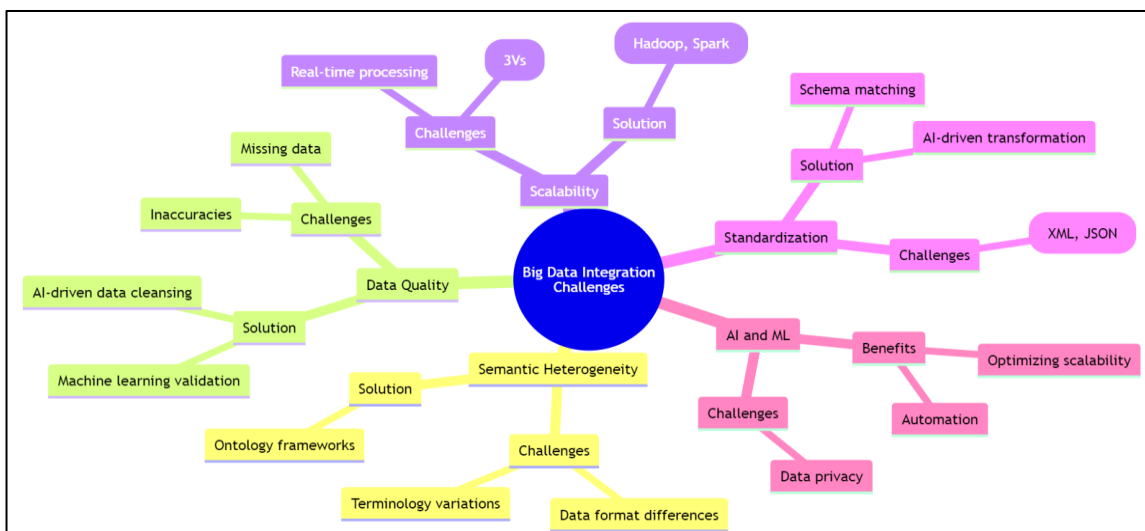 Big Data Integration
Challenges
Scalability
Challenges
Real-time processing
3Vs
Solution
Hadoop, Spark
Standardization
Solution
Schema matching
AI-driven transformation
Challenges
XML, JSON
AI and ML
Benefits
Optimizing scalability
Automation
Challenges
Data privacy
Semantic Heterogeneity
Solution
Ontology frameworks
Challenges
Terminology variations
Data format differences
Data Quality
Challenges
Missing data
Inaccuracies
Solution
AI-driven data cleansing
Machine learning validation